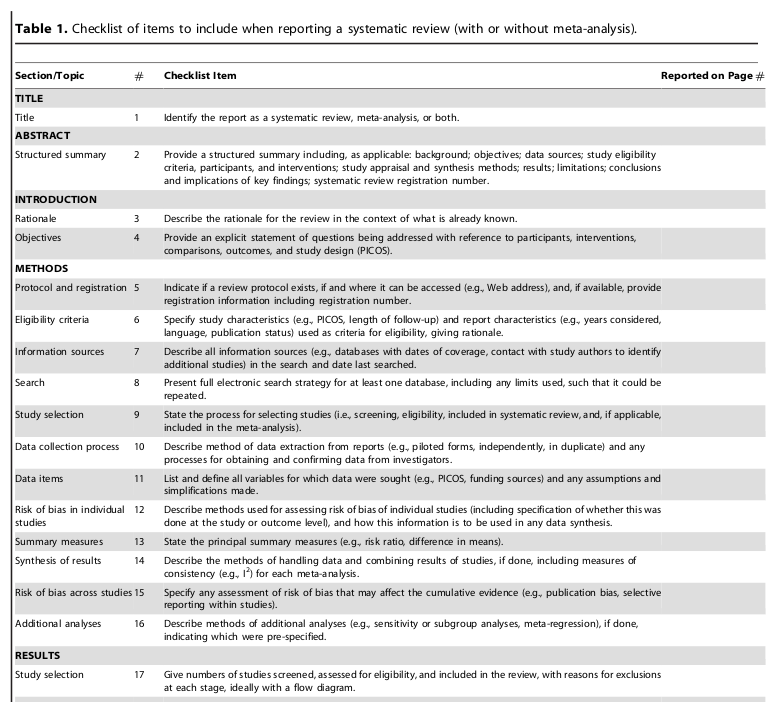 Table 1. Checklist of items to include when reporting a systematic review (with or without meta-analysis).
Section/Topic # Checklist Item Reported on Page #
TITLE
Title 1 Identify the report as a systematic review, meta-analysis, or both.
ABSTRACT
Structured summary 2 Provide a structured summary including, as applicable: background; objectives; data sources; study eligibility
criteria, participants, and interventions; study appraisal and synthesis methods; results; limitations; conclusions
and implications of key findings; systematic review registration number.
INTRODUCTION
Rationale 3 Describe the rationale for the review in the context of what is already known.
Objectives 4 Provide an explicit statement of questions being addressed with reference to participants, interventions,
comparisons, outcomes, and study design (PICOS).
METHODS
Protocol and registration 5 Indicate if a review protocol exists, if and where it can be accessed (e.g., Web address), and, if available, provide
registration information including registration number.
Eligibility criteria 6 Specify study characteristics (e.g., PICOS, length of follow-up) and report characteristics (e.g., years considered,
language, publication status) used as criteria for eligibility, giving rationale.
Information sources 7 Describe all information sources (e.g., databases with dates of coverage, contact with study authors to identify
additional studies) in the search and date last searched.
Search 8 Present full electronic search strategy for at least one database, including any limits used, such that it could be
repeated.
Study selection 9 State the process for selecting studies (i.e., screening, eligibility, included in systematic review, and, if applicable,
included in the meta-analysis).
Data collection process 10 Describe method of data extraction from reports (e.g., piloted forms, independently, in duplicate) and any
processes for obtaining and confirming data from investigators.
Data items 11 List and define all variables for which data were sought (e.g., PICOS, funding sources) and any assumptions and
simplifications made.
Risk of bias in individual 12 Describe methods used for assessing risk of bias of individual studies (including specification of whether this was
studies done at the study or outcome level), and how this information is to be used in any data synthesis.
Summary measures 13 State the principal summary measures (e.g., risk ratio, difference in means).
Synthesis of results 14 Describe the methods of handling data and combining results of studies, if done, including measures of
consistency (e.g., I²) for each meta-analysis.
Risk of bias across studies 15 Specify any assessment of risk of bias that may affect the cumulative evidence (e.g., publication bias, selective
reporting within studies).
Additional analyses 16 Describe methods of additional analyses (e.g., sensitivity or subgroup analyses, meta-regression), if done,
indicating which were pre-specified.
RESULTS
Study selection 17 Give numbers of studies screened, assessed for eligibility, and included in the review, with reasons for exclusions
at each stage, ideally with a flow diagram.